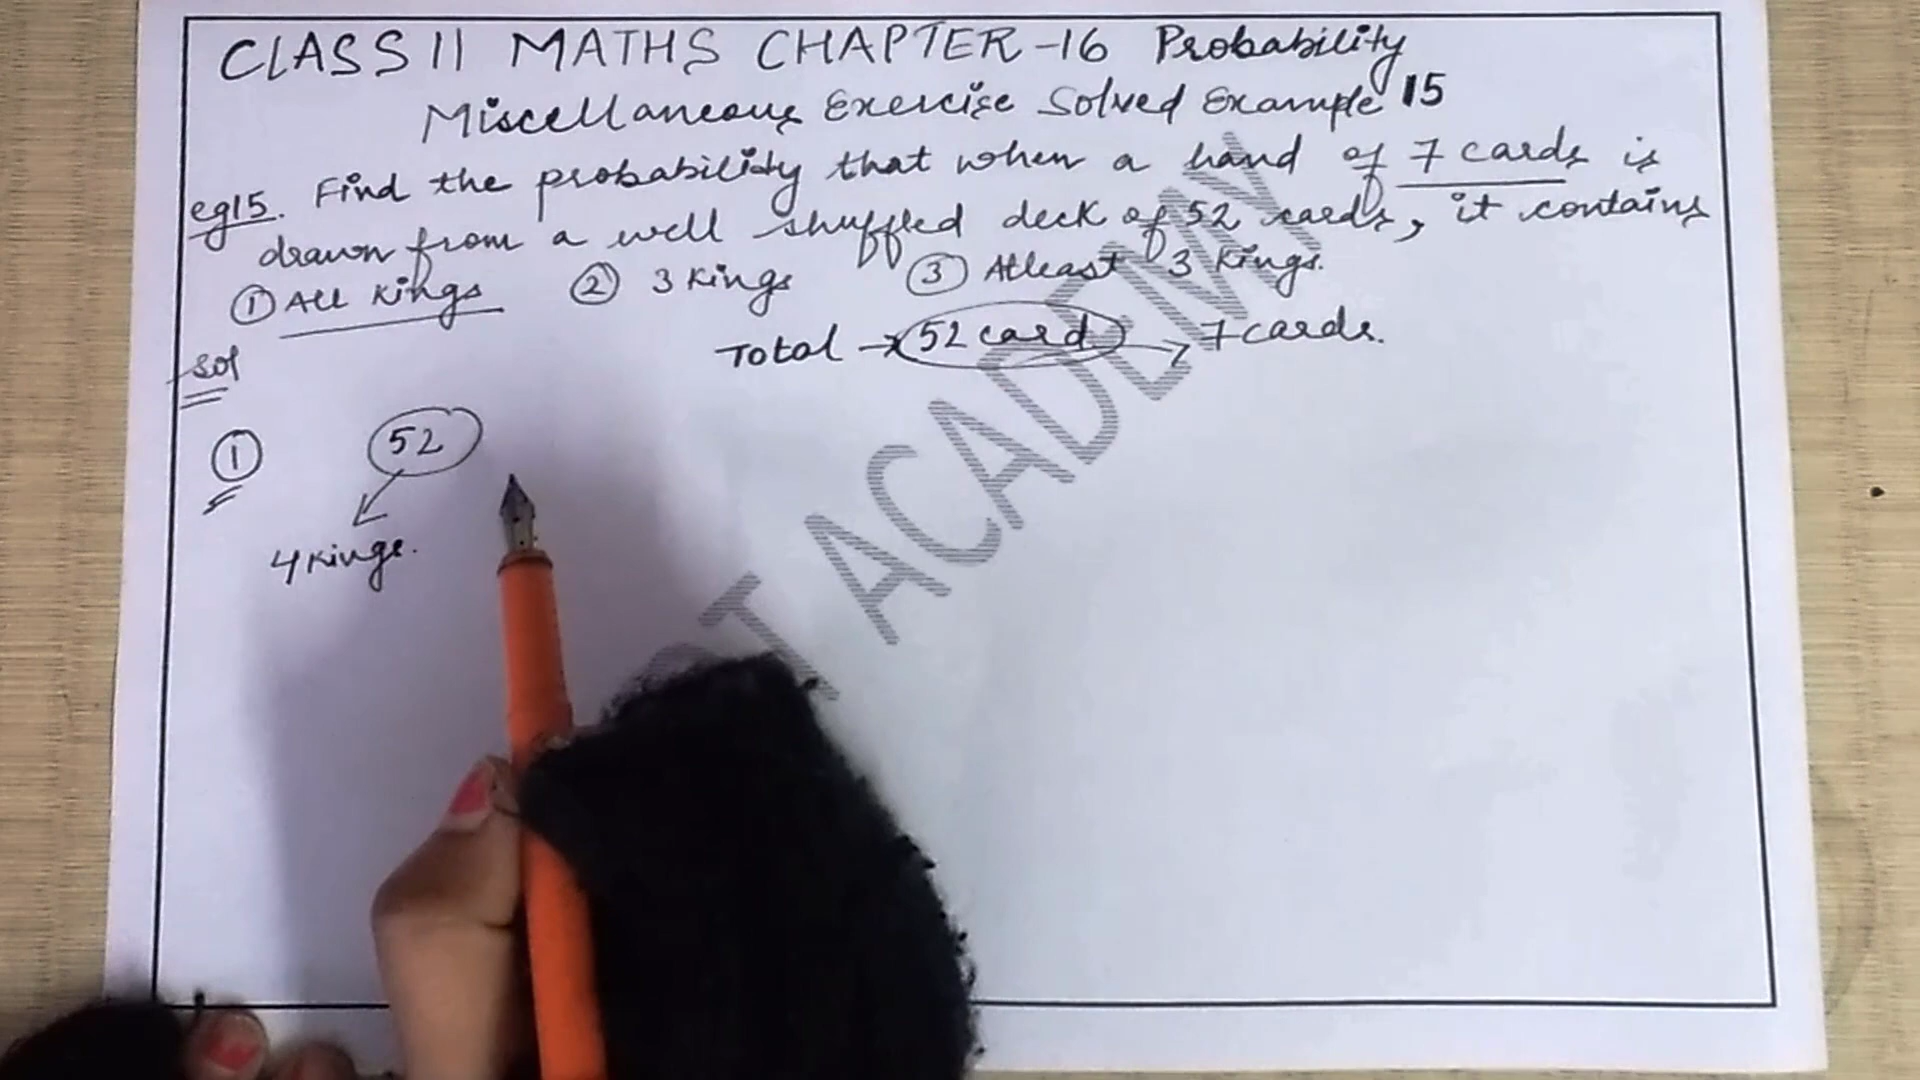 CLASS 11 MATHS CHAPTER-16 Probability
Miscellaneous Exercise Solved Example 15
eg15. Find the probability that when a hand of 7 cards is
drawn from a well shuffled deck of 52 cards, it contains
① All Kings ② 3 Kings ③ Atleast 3 Kings.
Total → 52 card → 7 cards.
Sol
① 52
4 Kings.
ACADEMY